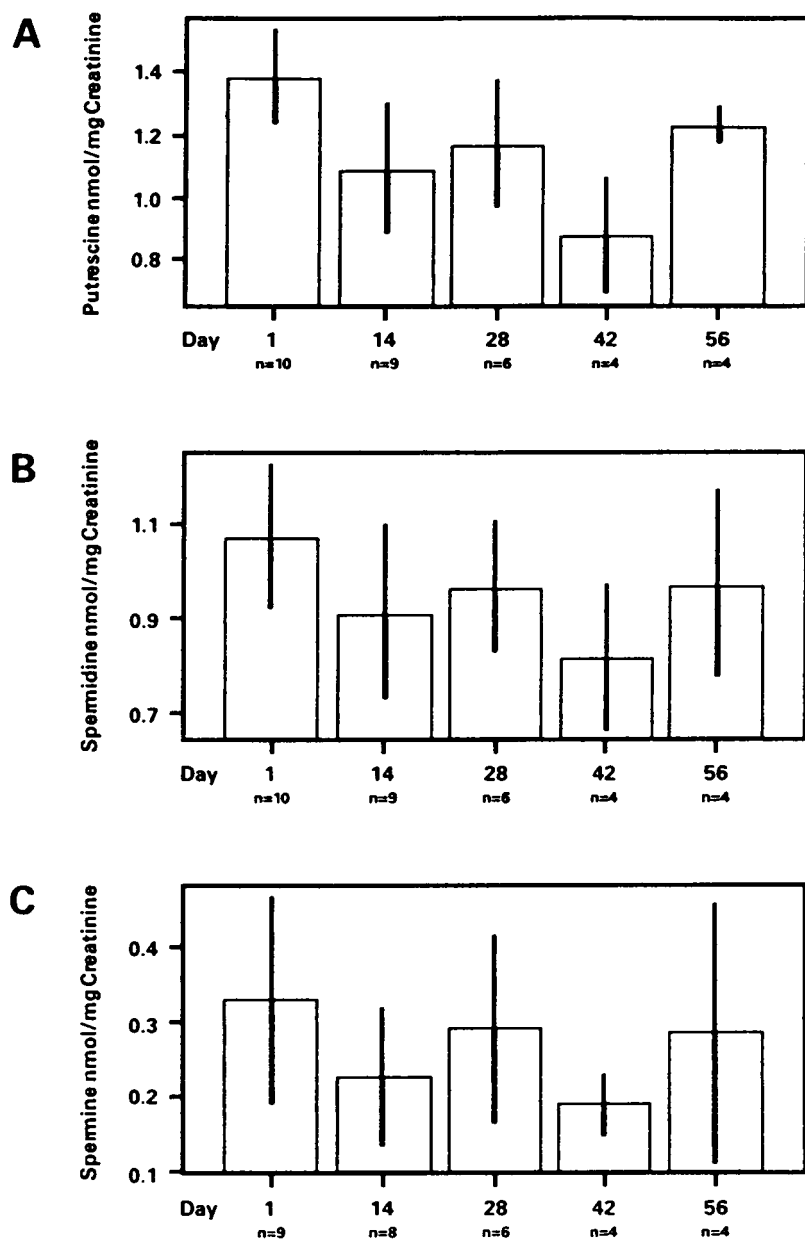 A
Putrescine nmol/mg Creatinine
1.4
1.2
1.0
0.8
Day 1 14 28 42 56
n=10 n=9 n=6 n=4 n=4
B
Spermidine nmol/mg Creatinine
1.1
0.9
0.7
Day 1 14 28 42 56
n=10 n=9 n=6 n=4 n=4
C
Spermine nmol/mg Creatinine
0.4
0.3
0.2
0.1
Day 1 14 28 42 56
n=9 n=8 n=6 n=4 n=4